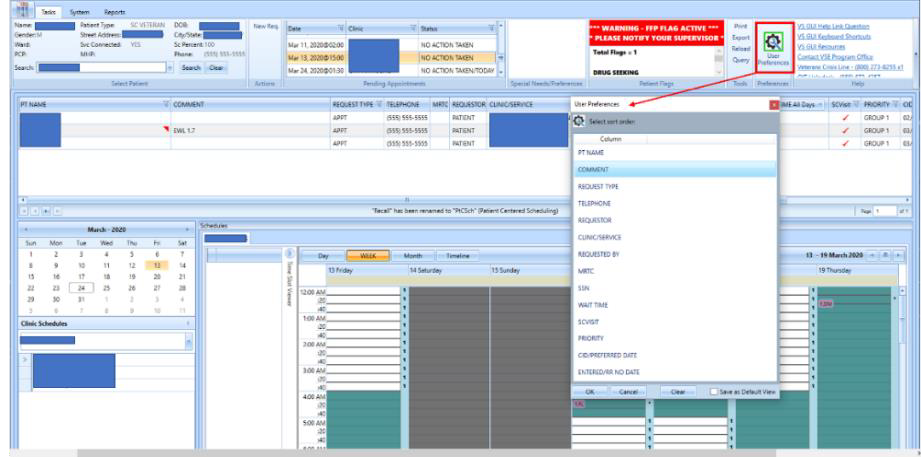 Tasks System Reports
Name: Patient Type: SC VETERAN DOB:
Gender:M Street Address: City/State:
Ward: Svc Connected: YES Sc Percent:100
PCP: MHP: Phone: (555) 555-5555
Search: Search Clear
Select Patient
New Req.
Actions
Date Clinic Status
Mar 11, 2020@02:00 NO ACTION TAKEN
Mar 13, 2020@15:00 NO ACTION TAKEN
Mar 24, 2020@01:30 NO ACTION TAKEN/TODAY
Pending Appointments
Special Needs/Preferences
*** WARNING - FFP FLAG ACTIVE ***
* PLEASE NOTIFY YOUR SUPERVISOR *
Total Flags = 1
DRUG SEEKING
Patient Flags
Print
Export
Reload
Query
Tools
User
Preferences
Preferences
VS GUI Help Link Question
VS GUI Keyboard Shortcuts
VS GUI Resources
Contact VSE Program Office
Veterans Crisis Line - (800) 273-8255 x1
Help
PT NAME COMMENT REQUEST TYPE TELEPHONE MRTC REQUESTOR CLINIC/SERVICE
APPT (555) 555-5555 PATIENT
EWL 1.7 APPT (555) 555-5555 PATIENT
APPT (555) 555-5555 PATIENT
All Days SCVisit PRIORITY CID
GROUP 1 02/
GROUP 1 03/
GROUP 1 03/
"Recall" has been renamed to "PtCSch" (Patient Centered Scheduling)
Page 1 of 1
User Preferences
Select sort order:
Column
PT NAME
COMMENT
REQUEST TYPE
TELEPHONE
REQUESTOR
CLINIC/SERVICE
REQUESTED BY
MRTC
SSN
WAIT TIME
SCVISIT
PRIORITY
CID/PREFERRED DATE
ENTERED/RR NO DATE
OK Cancel Clear Save as Default View
March - 2020
Sun Mon Tue Wed Thu Fri Sat
1 2 3 4 5 6 7
8 9 10 11 12 13 14
15 16 17 18 19 20 21
22 23 24 25 26 27 28
29 30 31 1 2 3 4
5 6 7 8 9 10 11
Clinic Schedules
Schedules
Time Slot Viewer
Day WEEK Month Timeline
13 - 19 March 2020
13 Friday 14 Saturday 15 Sunday 19 Thursday
12:00 AM
:20
:40
1:00 AM
:20
:40
2:00 AM
:20
:40
3:00 AM
:20
:40
4:00 AM
:20
:40
5:00 AM
:20
:40